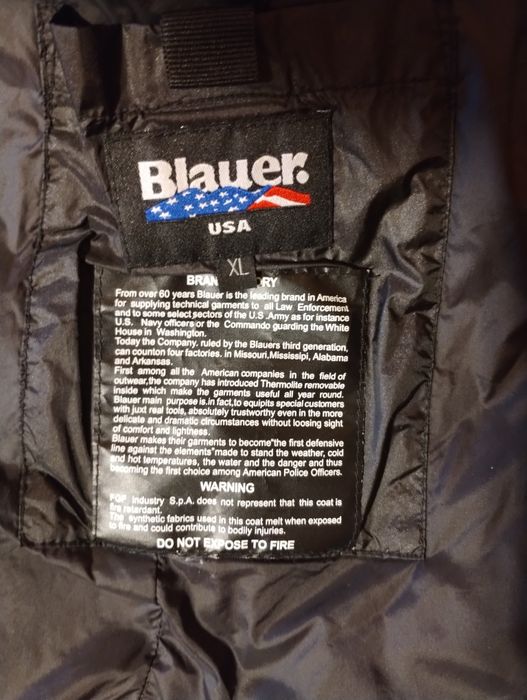 Blauer.
USA
XL
BRAN RY
From over 60 years Blauer is the leading brand in America
for supplying technical garments to all Law Enforcement
and to some select sectors of the U.S .Army as for instance
U.S. Navy officers or the Commando guarding the White
House in Washington.
Today the Company. ruled by the Blauers third generation,
can counton four factories. in Missouri,Mississipi, Alabama
and Arkansas.
First among all the American companies in the field of
outwear,the company has introduced Thermolite removable
inside which make the garments useful all year round.
Blauer main purpose is.in fact,to equipits special customers
with juxt real tools, absolutely trustworthy even in the more
delicate and dramatic circumstances without loosing sight
of comfort and lightness.
Blauer makes their garments to become"the first defensive
line against the elements"made to stand the weather, cold
and hot temperatures, the water and the danger and thus
becoming the first choice among American Police Officers.
WARNING
FGF Industry S.p.A. does not represent that this coat is
fire retardant.
The synthetic fabrics used in this coat melt when exposed
to fire and could contribute to bodily injuries.
DO NOT EXPOSE TO FIRE